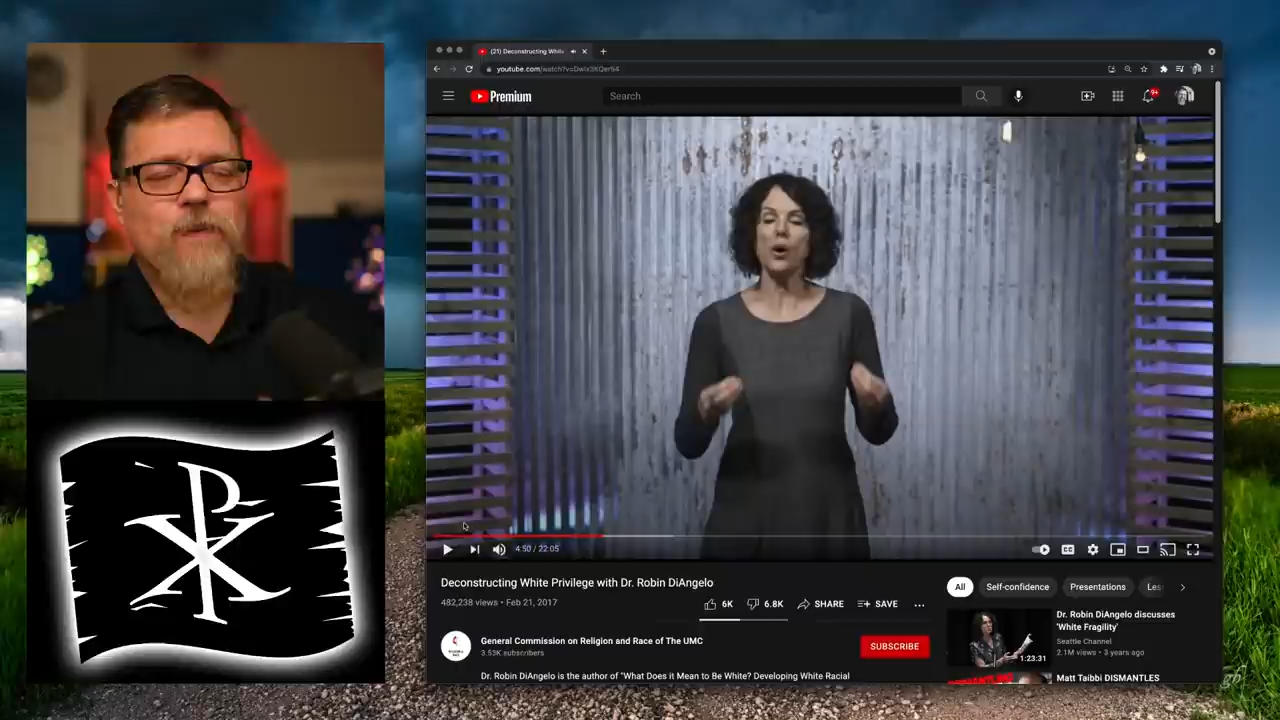 (21) Deconstructing White
youtube.com/watch?v=DwIx3KQer54
Premium
Search
9+
4:50 / 22:05
CC
Deconstructing White Privilege with Dr. Robin DiAngelo
482,238 views • Feb 21, 2017
6K
6.8K
SHARE
SAVE
All
Self-confidence
Presentations
Les
General Commission on Religion and Race of The UMC
3.53K subscribers
SUBSCRIBE
Dr. Robin DiAngelo is the author of "What Does it Mean to Be White? Developing White Racial
Dr. Robin DiAngelo discusses
'White Fragility'
Seattle Channel
2.1M views • 3 years ago
1:23:31
Matt Taibbi DISMANTLES